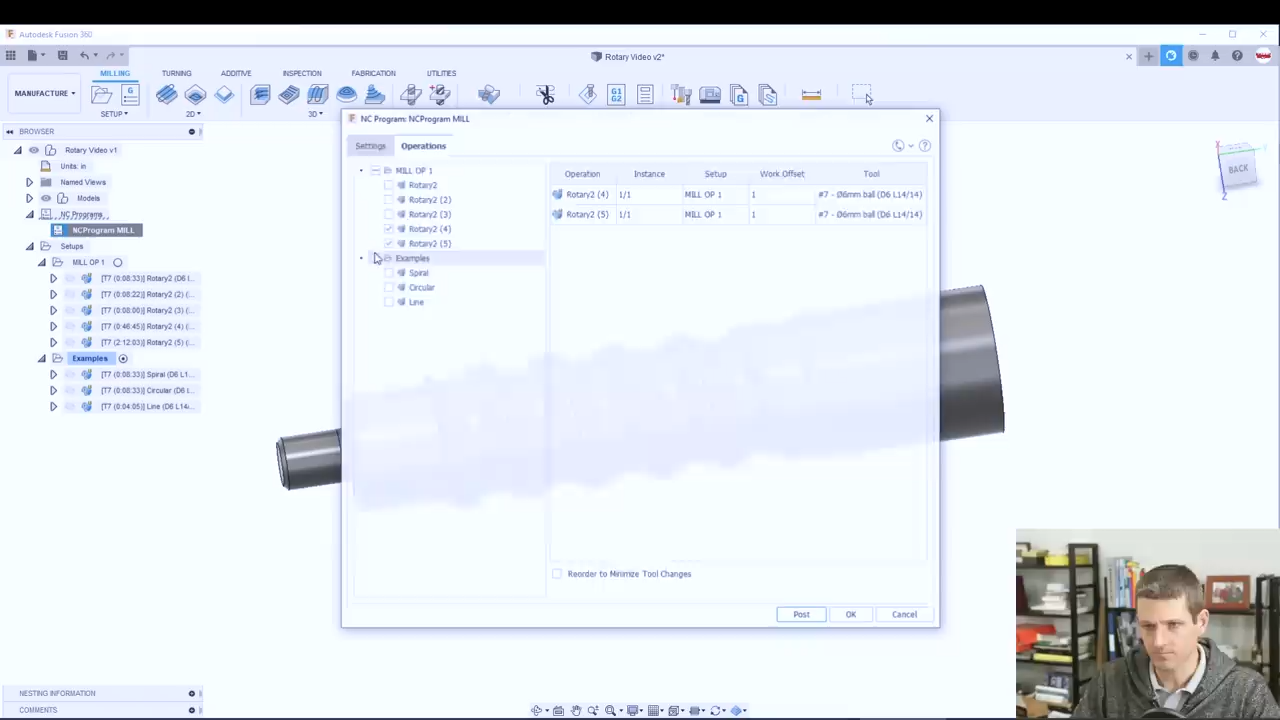 Autodesk Fusion 360
Rotary Video v2*
MILLING TURNING ADDITIVE INSPECTION FABRICATION UTILITIES
MANUFACTURE
G
G1
G2
G
SETUP 2D 3D
BROWSER
Rotary Video v1
Units: in
Named Views
Models
NC Programs
NCProgram MILL
Setups
MILL OP 1
[T7 (0:08:33)] Rotary2 (D6 l...
[T7 (0:08:22)] Rotary2 (2) (...
[T7 (0:08:00)] Rotary2 (3) (...
[T7 (0:46:45)] Rotary2 (4) (...
[T7 (2:12:03)] Rotary2 (5) (...
Examples
[T7 (0:08:33)] Spiral (D6 L1...
[T7 (0:08:33)] Circular (D6 L...
[T7 (0:04:05)] Line (D6 L14/...
NC Program: NCProgram MILL
Settings Operations
MILL OP 1
Rotary2
Rotary2 (2)
Rotary2 (3)
Rotary2 (4)
Rotary2 (5)
Examples
Spiral
Circular
Line
Operation Instance Setup Work Offset Tool
Rotary2 (4) 1/1 MILL OP 1 1 #7 - Ø6mm ball (D6 L14/14)
Rotary2 (5) 1/1 MILL OP 1 1 #7 - Ø6mm ball (D6 L14/14)
Reorder to Minimize Tool Changes
Post OK Cancel
BACK
Z
NESTING INFORMATION
COMMENTS